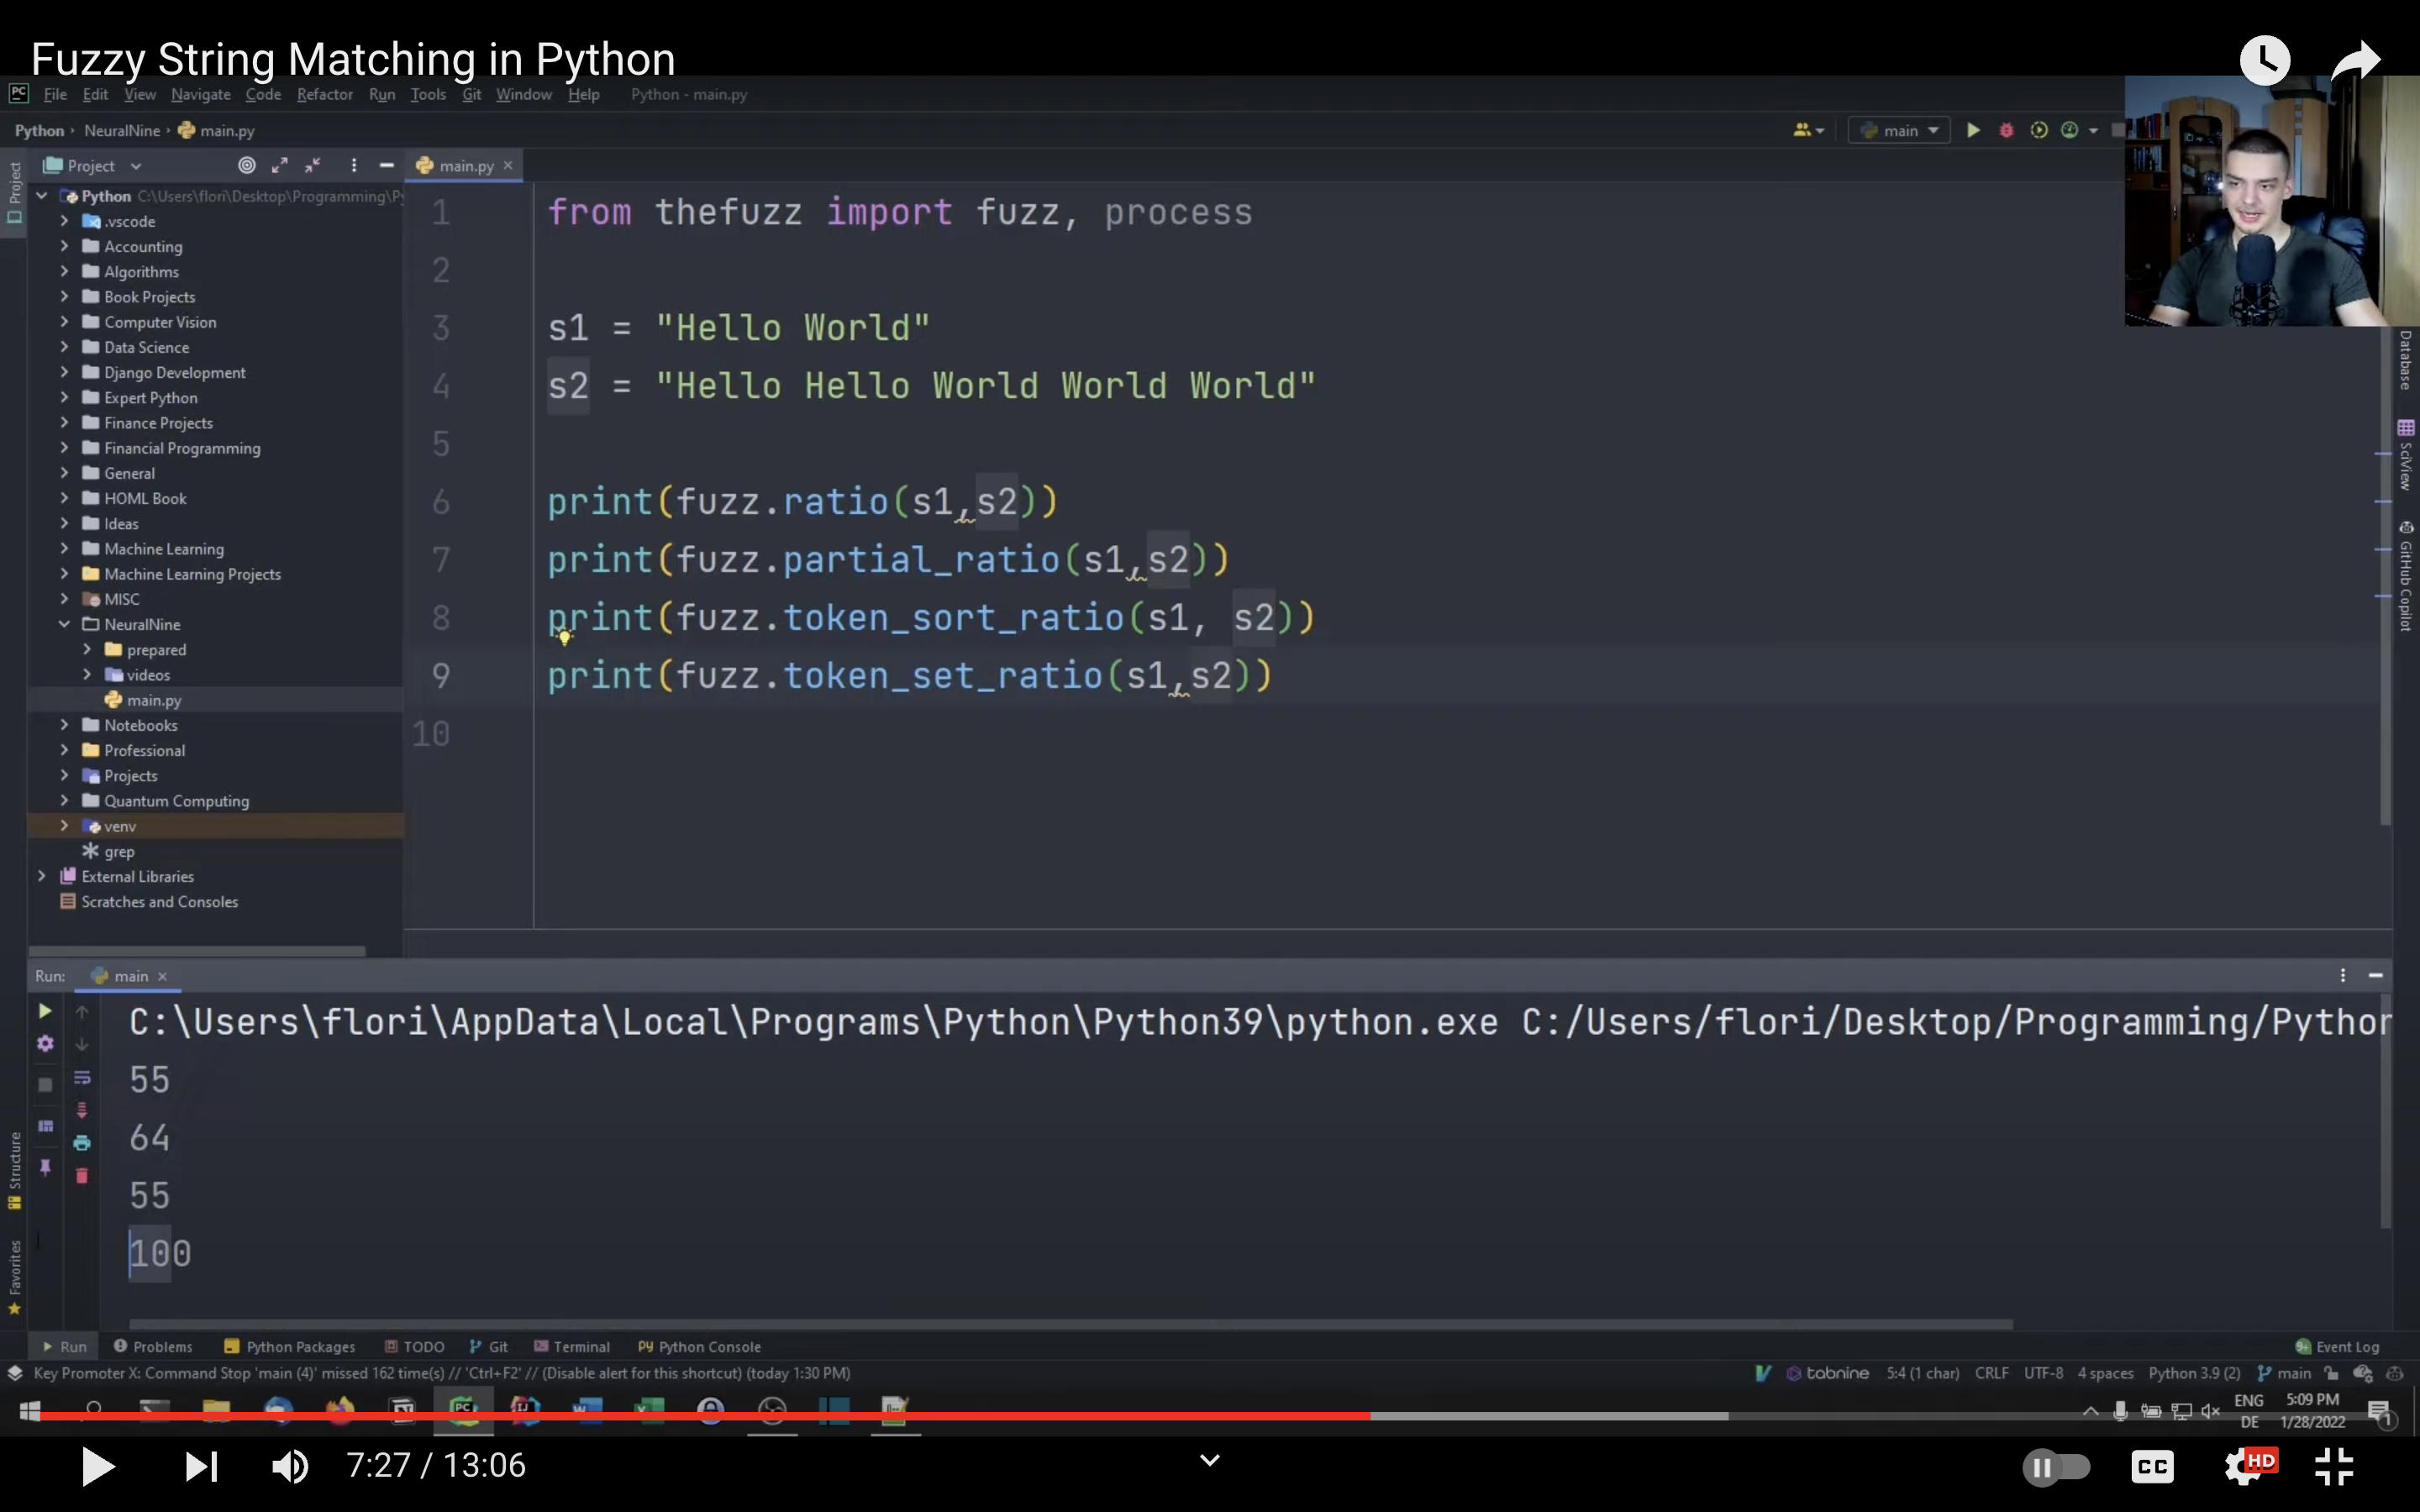 Fuzzy String Matching in Python
PC File Edit View Navigate Code Refactor Run Tools Git Window Help Python - main.py
Python › NeuralNine › main.py
main
Project
main.py
Project
Python C:\Users\flori\Desktop\Programming\Py
.vscode
Accounting
Algorithms
Book Projects
Computer Vision
Data Science
Django Development
Expert Python
Finance Projects
Financial Programming
General
HOML Book
Ideas
Machine Learning
Machine Learning Projects
MISC
NeuralNine
prepared
videos
main.py
Notebooks
Professional
Projects
Quantum Computing
venv
grep
External Libraries
Scratches and Consoles
1 from thefuzz import fuzz, process
2
3 s1 = "Hello World"
4 s2 = "Hello Hello World World World"
5
6 print(fuzz.ratio(s1,s2))
7 print(fuzz.partial_ratio(s1,s2))
8 print(fuzz.token_sort_ratio(s1, s2))
9 print(fuzz.token_set_ratio(s1,s2))
10
Database
SciView
GitHub Copilot
Run: main
C:\Users\flori\AppData\Local\Programs\Python\Python39\python.exe C:/Users/flori/Desktop/Programming/Python
55
64
55
100
Structure
Favorites
Run Problems Python Packages TODO Git Terminal Python Console Event Log
Key Promoter X: Command Stop 'main (4)' missed 162 time(s) // 'Ctrl+F2' // (Disable alert for this shortcut) (today 1:30 PM)
tabnine 5:4 (1 char) CRLF UTF-8 4 spaces Python 3.9 (2) main
ENG 5:09 PM
DE 1/28/2022 1
7:27 / 13:06
CC HD